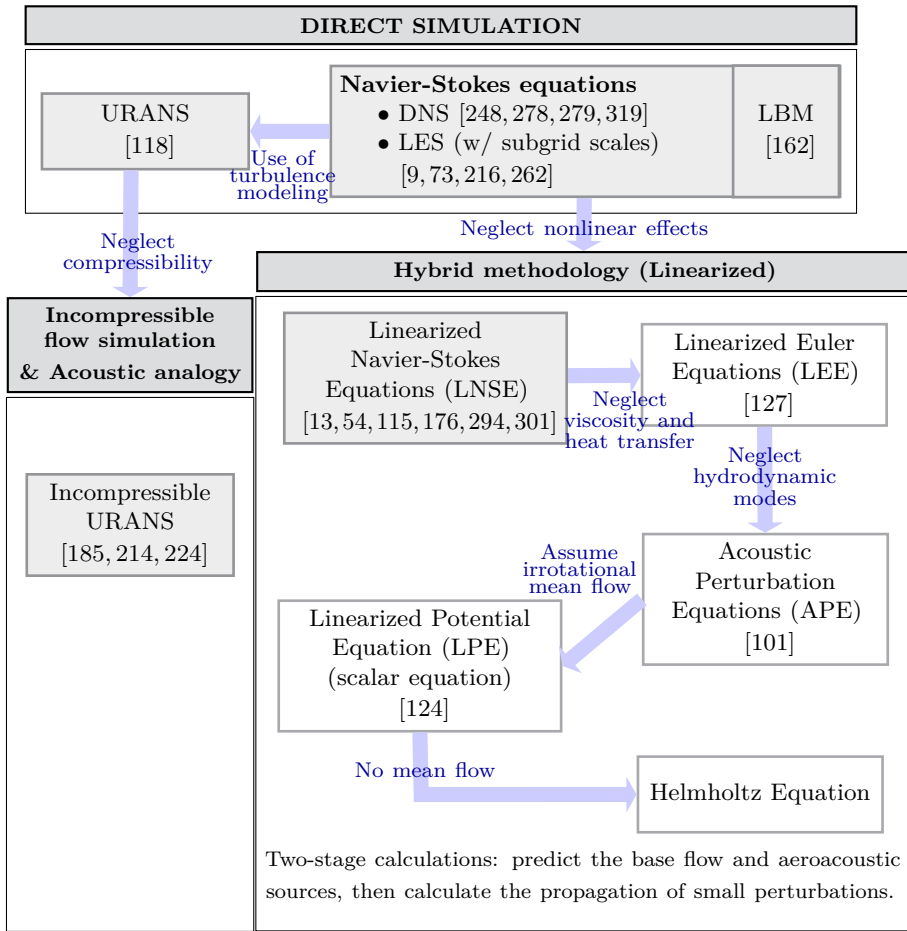 DIRECT SIMULATION
URANS
[118]
Navier-Stokes equations
• DNS [248, 278, 279, 319]
• LES (w/ subgrid scales)
[9, 73, 216, 262]
LBM
[162]
Use of
turbulence
modeling
Neglect
compressibility
Neglect nonlinear effects
Hybrid methodology (Linearized)
Incompressible
flow simulation
& Acoustic analogy
Linearized
Navier-Stokes
Equations (LNSE)
[13, 54, 115, 176, 294, 301]
Neglect
viscosity and
heat transfer
Linearized Euler
Equations (LEE)
[127]
Neglect
hydrodynamic
modes
Incompressible
URANS
[185, 214, 224]
Acoustic
Perturbation
Equations (APE)
[101]
Assume
irrotational
mean flow
Linearized Potential
Equation (LPE)
(scalar equation)
[124]
No mean flow
Helmholtz Equation
Two-stage calculations: predict the base flow and aeroacoustic
sources, then calculate the propagation of small perturbations.